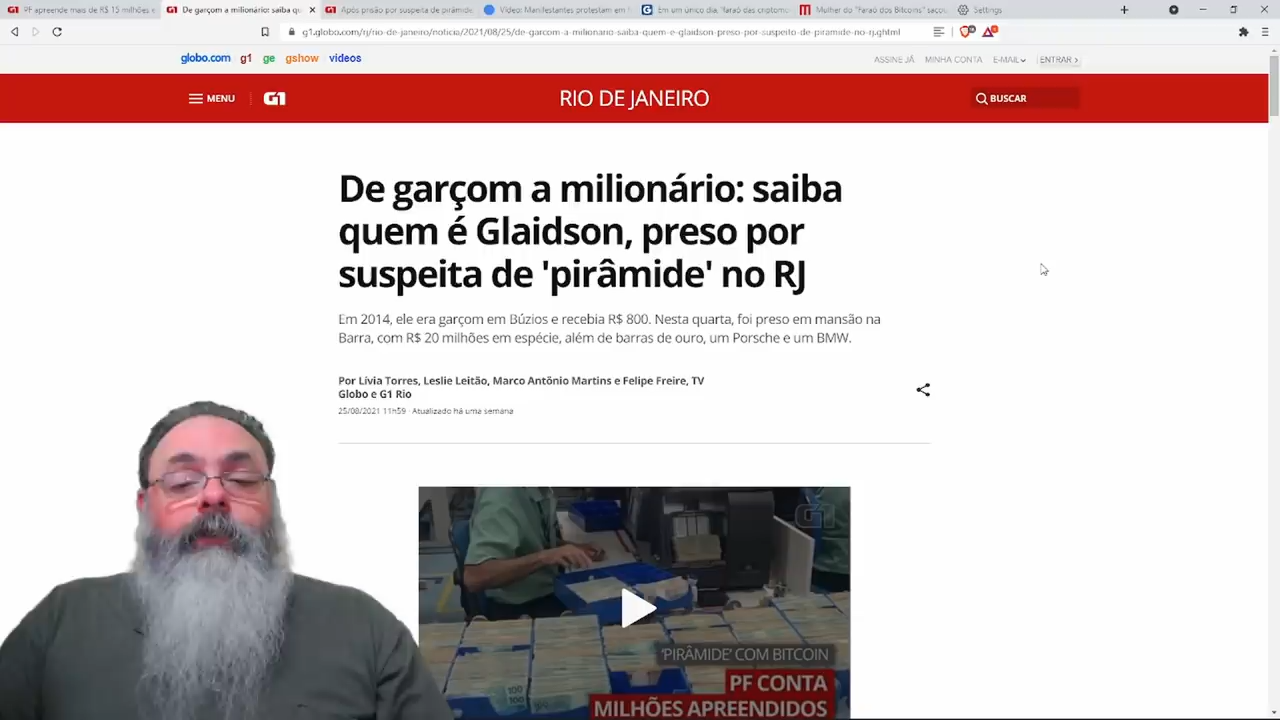 PF apreende mais de R$ 15 milhões e
De garçom a milionário: saiba qu
Após prisão por suspeita de pirâmide
Vídeo: Manifestantes protestam em
Em um único dia, "faraó das criptomo
Mulher do "Faraó dos Bitcoins" sacou
Settings
g1.globo.com/rj/rio-de-janeiro/noticia/2021/08/25/de-garcom-a-milionario-saiba-quem-e-glaidson-preso-por-suspeito-de-piramide-no-rj.ghtml
globo.com g1 ge gshow videos
ASSINE JÁ MINHA CONTA E-MAIL ENTRAR
MENU G1 RIO DE JANEIRO BUSCAR
De garçom a milionário: saiba
quem é Glaidson, preso por
suspeita de 'pirâmide' no RJ
Em 2014, ele era garçom em Búzios e recebia R$ 800. Nesta quarta, foi preso em mansão na
Barra, com R$ 20 milhões em espécie, além de barras de ouro, um Porsche e um BMW.
Por Lívia Torres, Leslie Leitão, Marco Antônio Martins e Felipe Freire, TV
Globo e G1 Rio
25/08/2021 11h59 · Atualizado há uma semana
G1
'PIRÂMIDE' COM BITCOIN
PF CONTA
MILHÕES APREENDIDOS